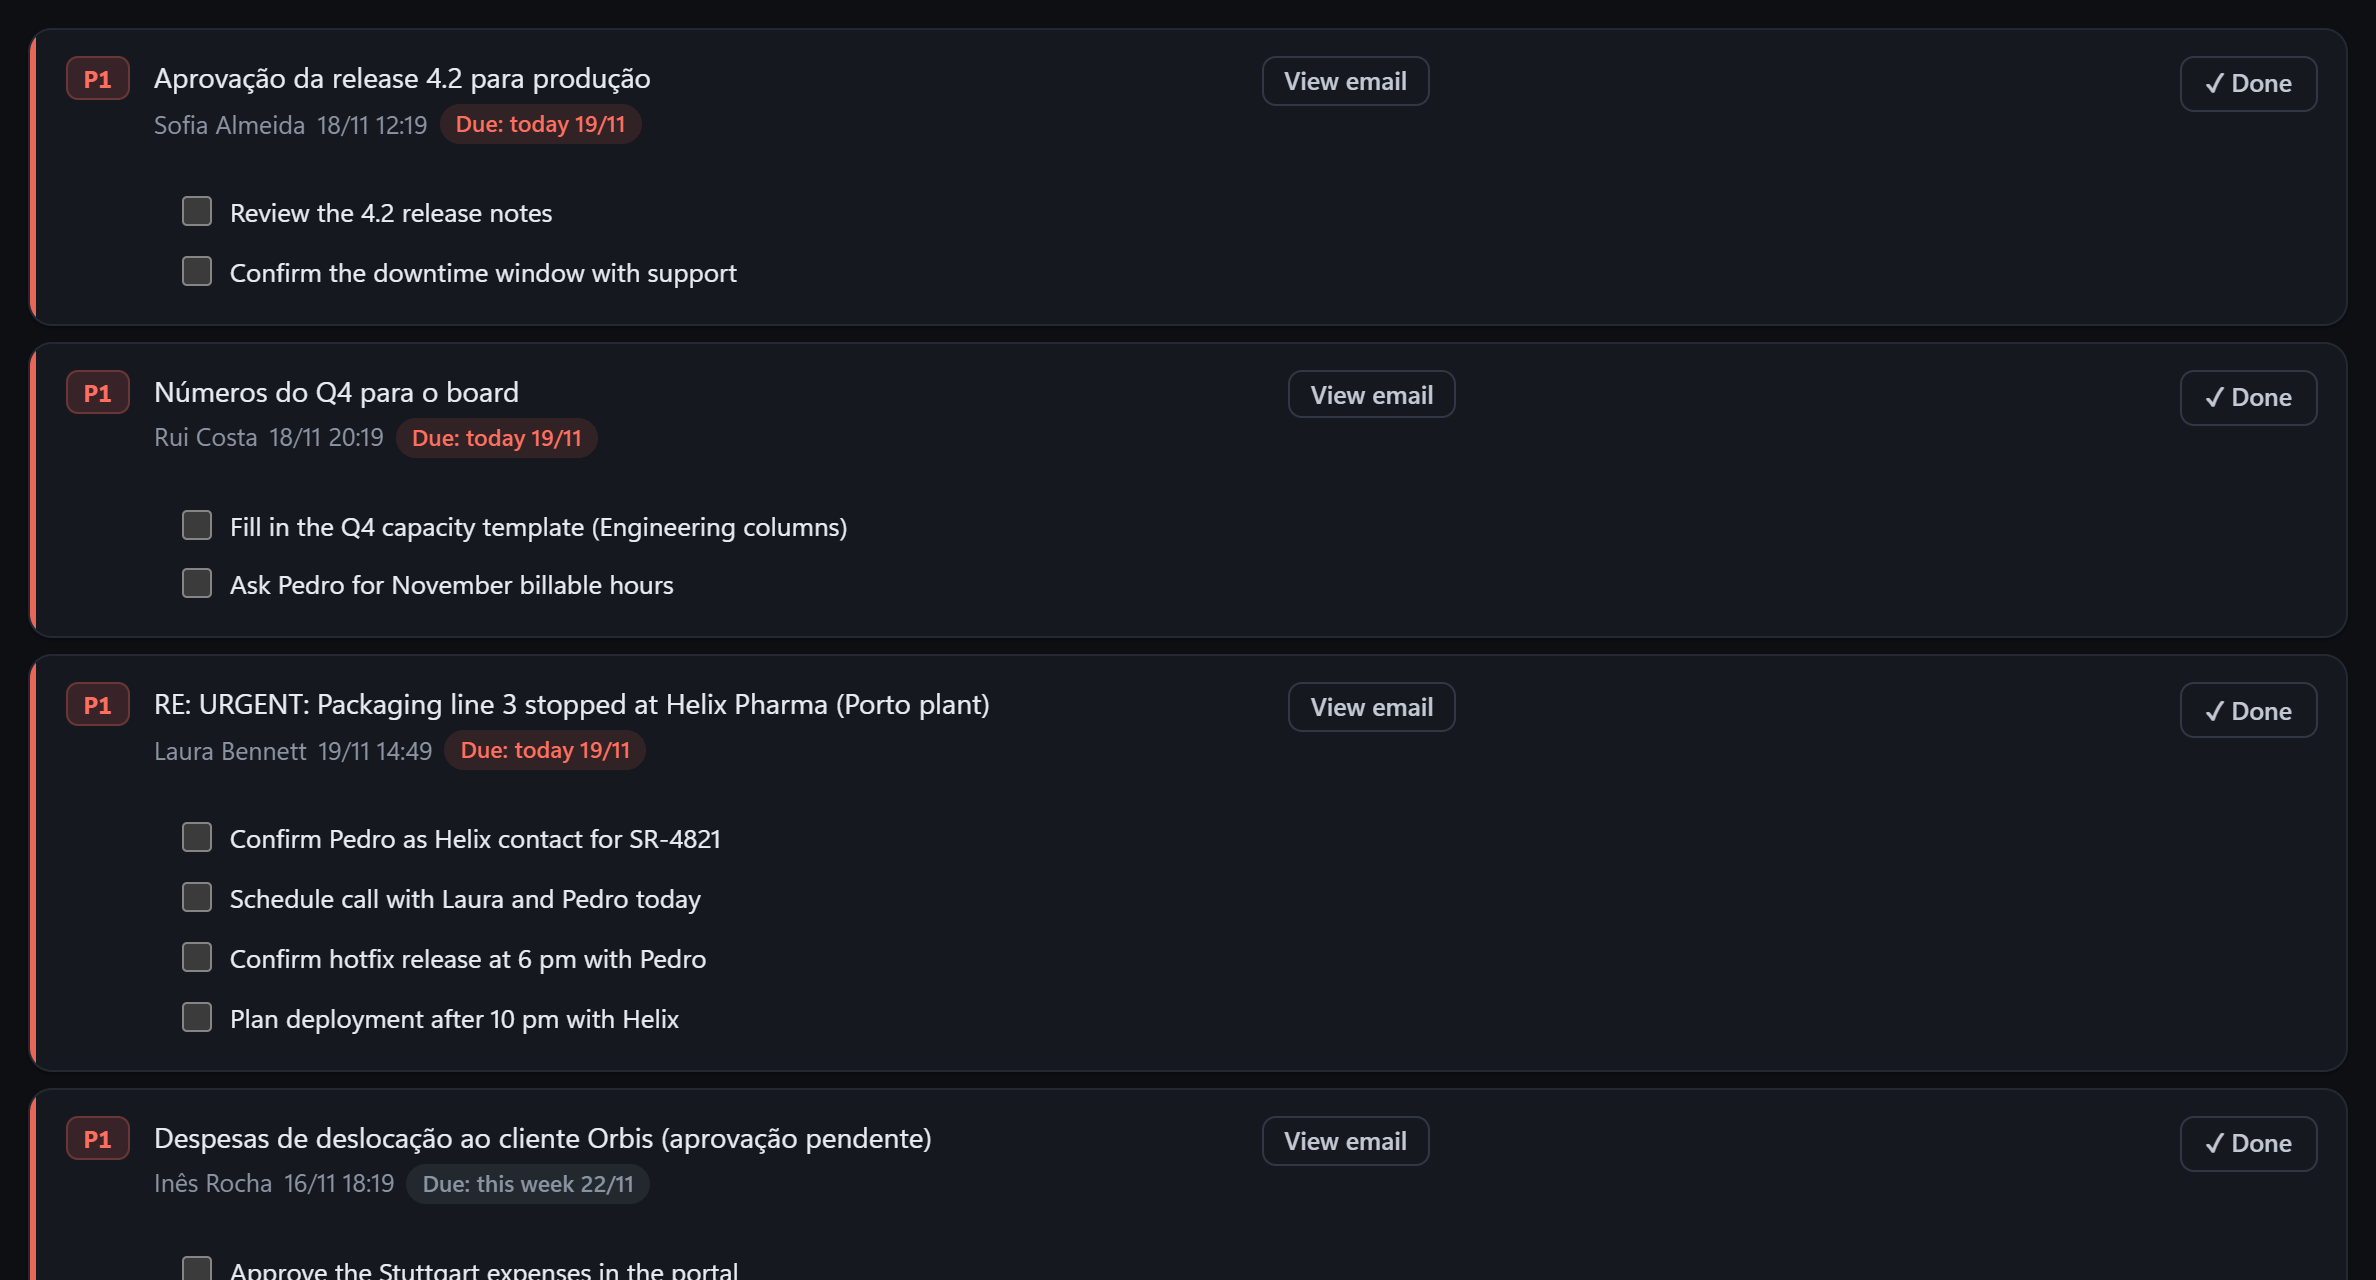 P1 Aprovação da release 4.2 para produção View email ✓ Done
Sofia Almeida 18/11 12:19 Due: today 19/11
Review the 4.2 release notes
Confirm the downtime window with support
P1 Números do Q4 para o board View email ✓ Done
Rui Costa 18/11 20:19 Due: today 19/11
Fill in the Q4 capacity template (Engineering columns)
Ask Pedro for November billable hours
P1 RE: URGENT: Packaging line 3 stopped at Helix Pharma (Porto plant) View email ✓ Done
Laura Bennett 19/11 14:49 Due: today 19/11
Confirm Pedro as Helix contact for SR-4821
Schedule call with Laura and Pedro today
Confirm hotfix release at 6 pm with Pedro
Plan deployment after 10 pm with Helix
P1 Despesas de deslocação ao cliente Orbis (aprovação pendente) View email ✓ Done
Inês Rocha 16/11 18:19 Due: this week 22/11
Approve the Stuttgart expenses in the portal